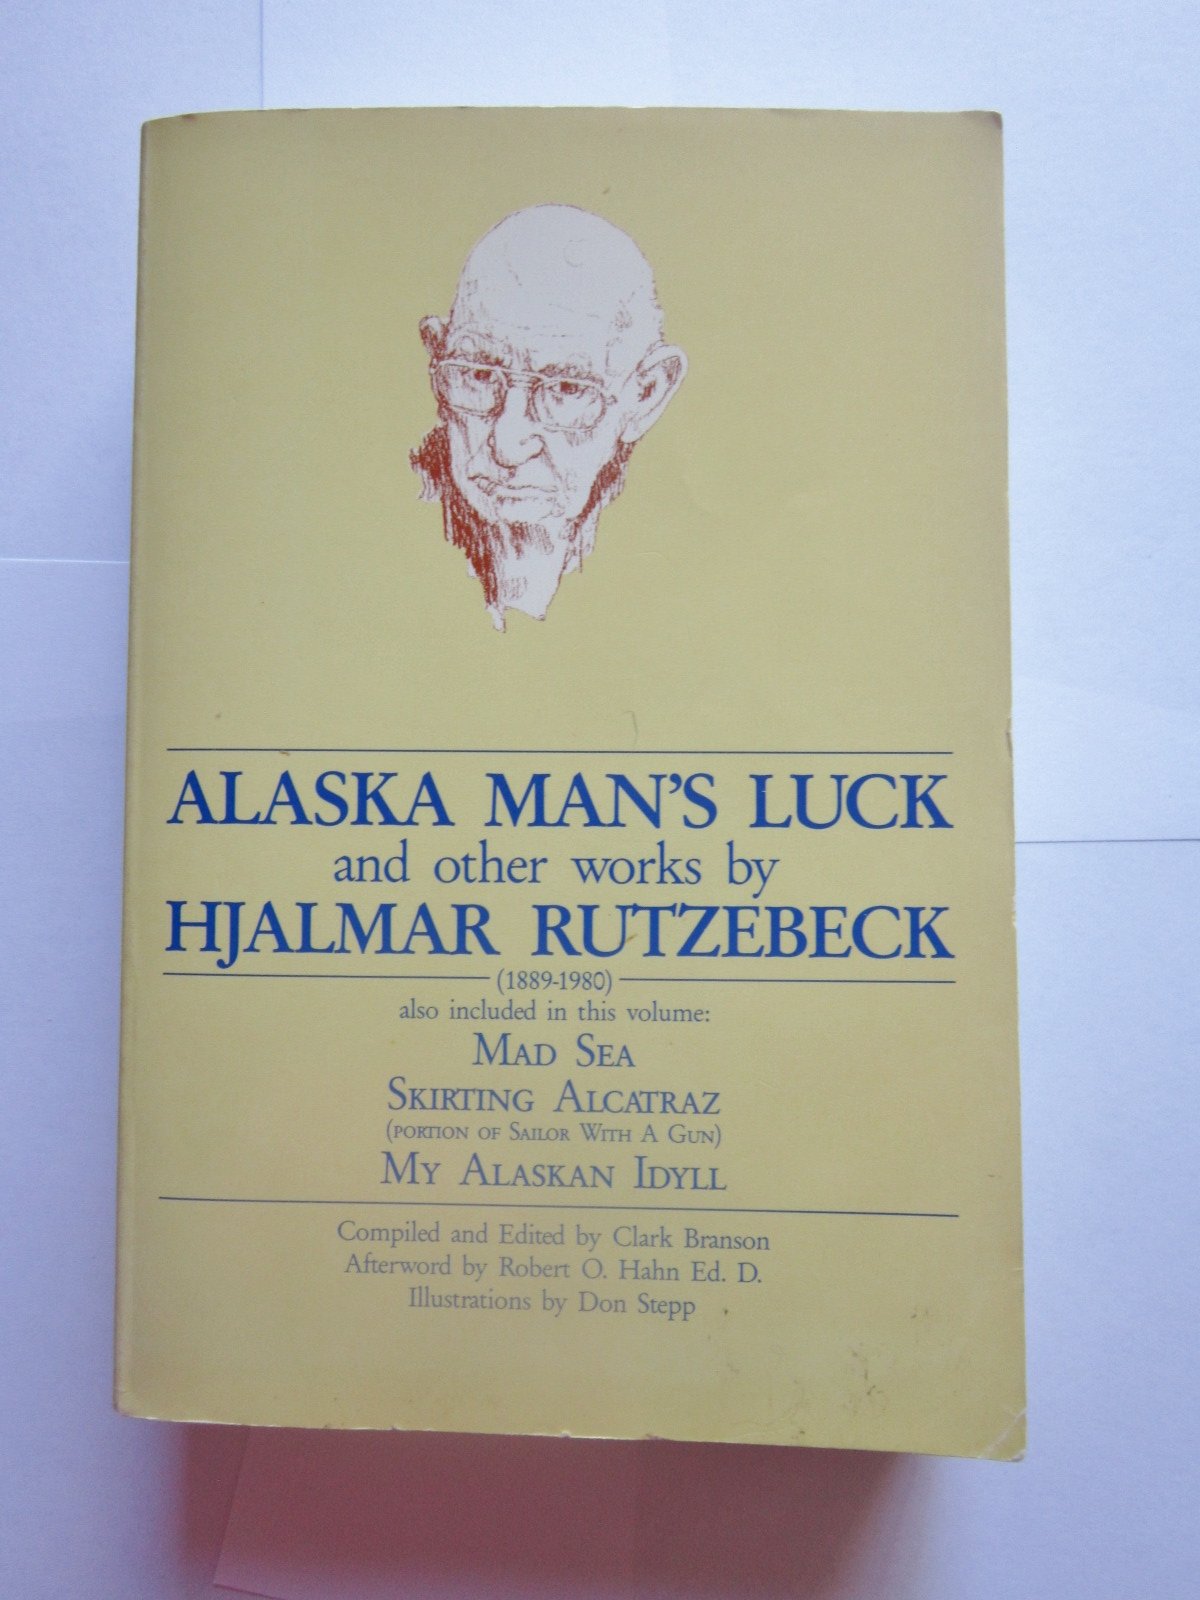 ALASKA MAN'S LUCK
and other works by
HJALMAR RUTZEBECK
(1889-1980)
also included in this volume:
MAD SEA
SKIRTING ALCATRAZ
(PORTION OF SAILOR WITH A GUN)
MY ALASKAN IDYLL
Compiled and Edited by Clark Branson
Afterword by Robert O. Hahn Ed. D.
Illustrations by Don Stepp